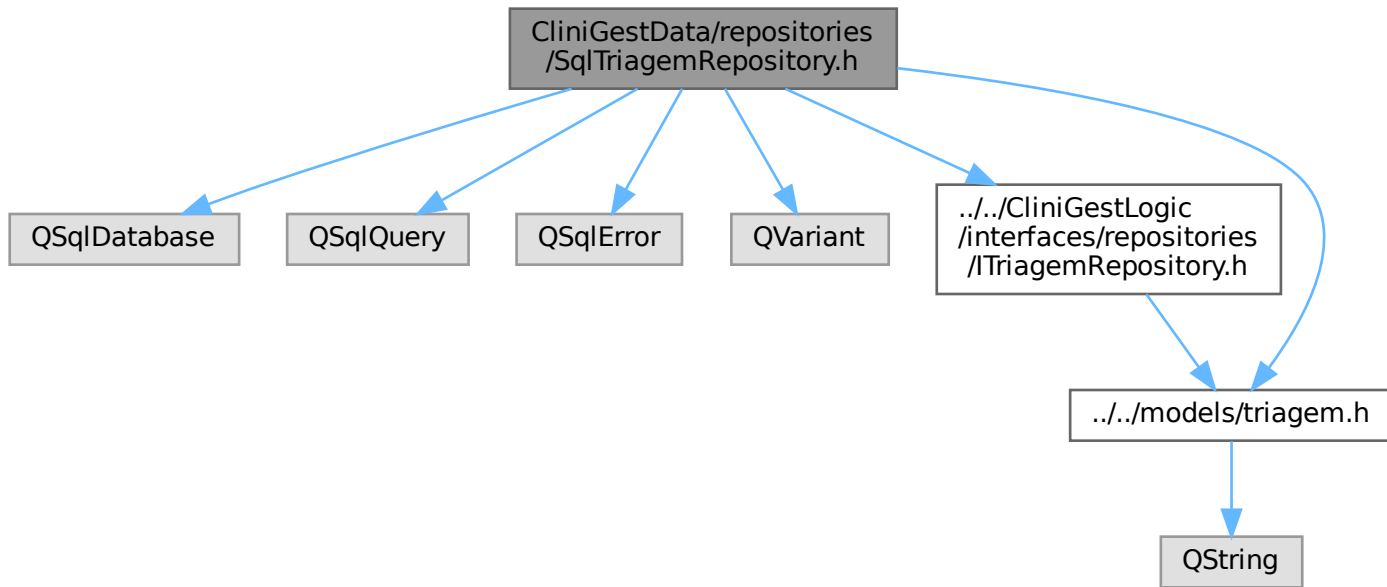 CliniGestData/repositories
/SqlTriagemRepository.h
QSqlDatabase
QSqlQuery
QSqlError
QVariant
../../CliniGestLogic
/interfaces/repositories
/ITriagemRepository.h
../../models/triagem.h
QString